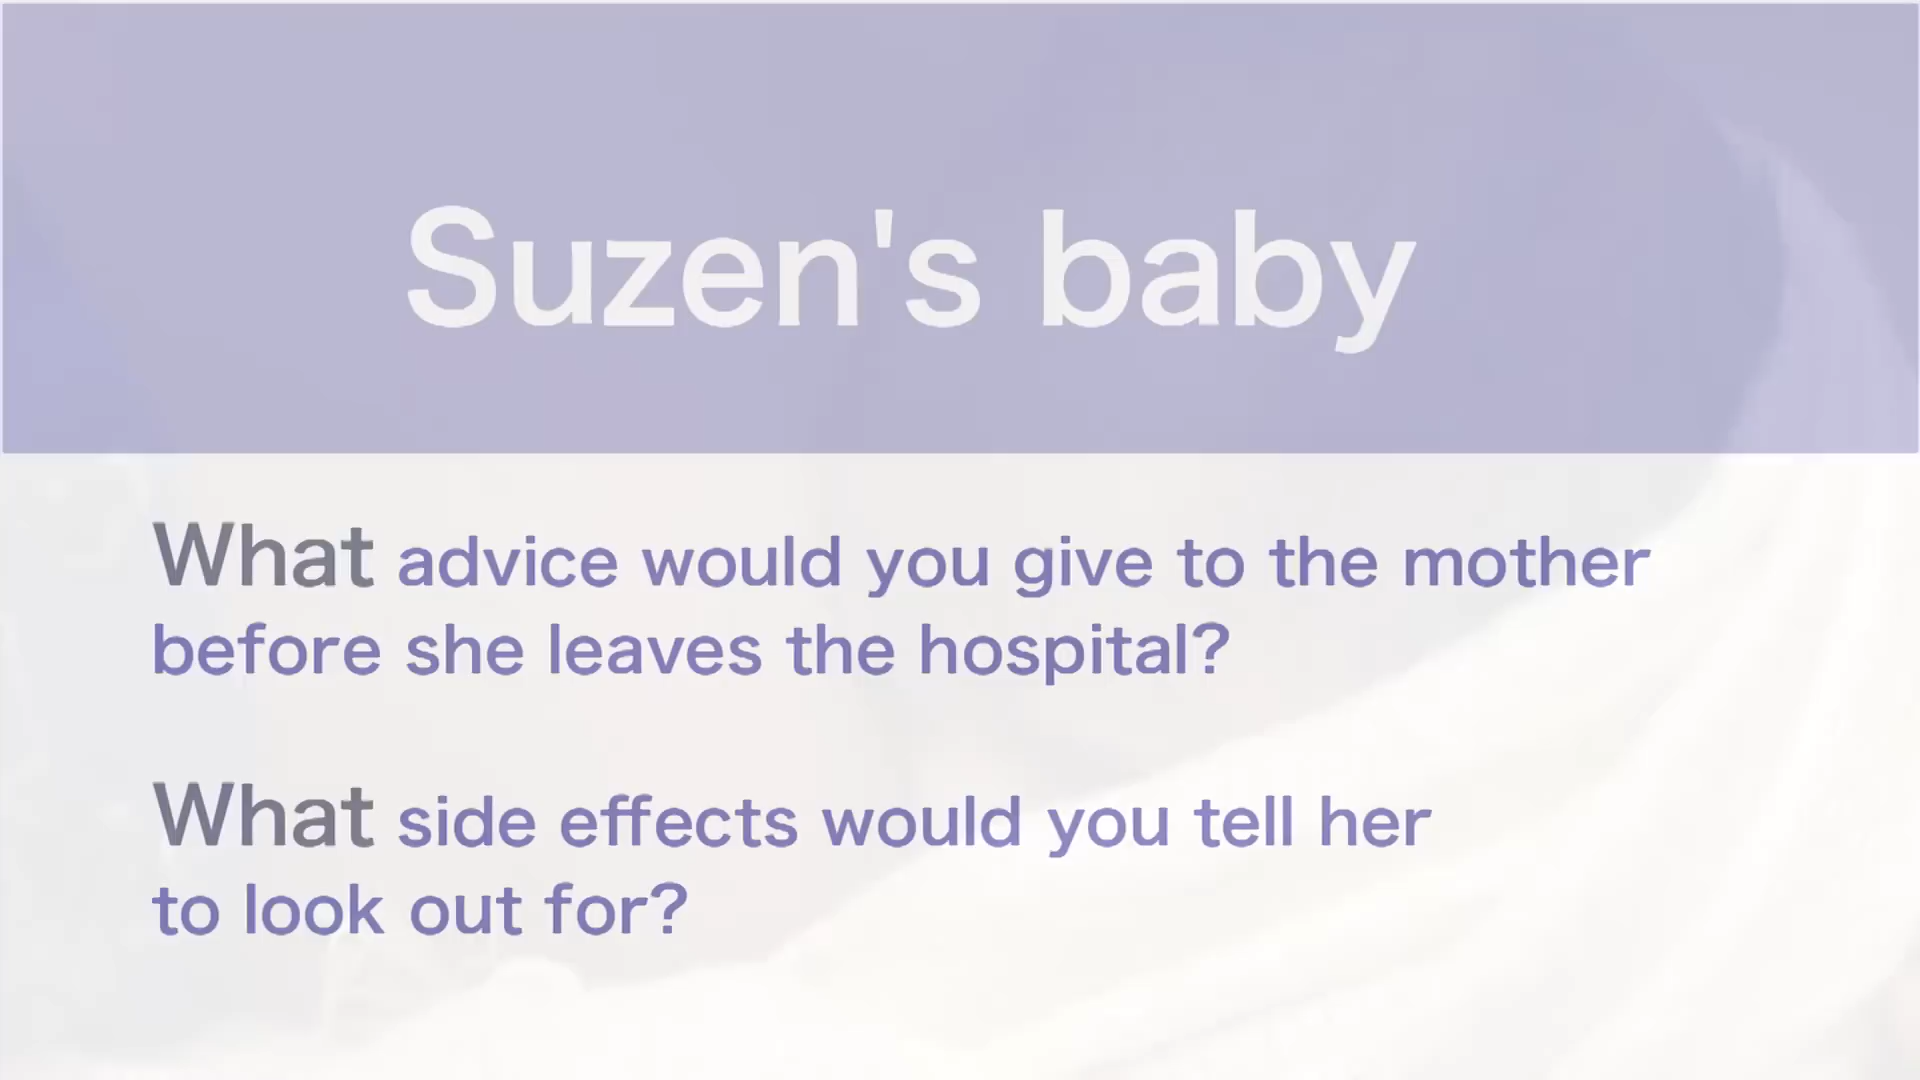 Suzen's baby
What advice would you give to the mother
before she leaves the hospital?
What side effects would you tell her
to look out for?